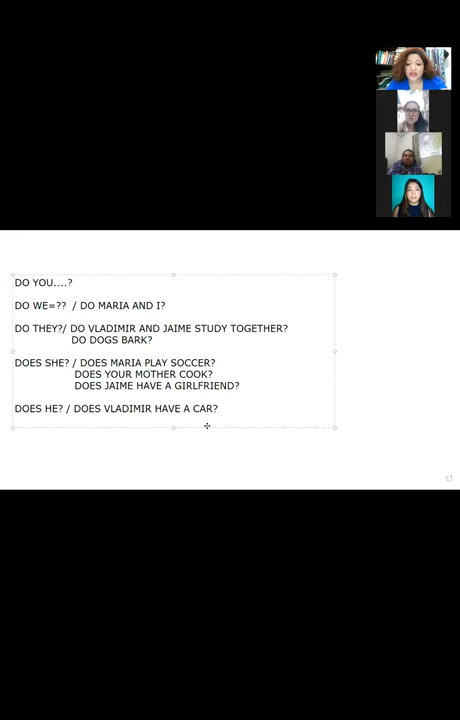 DO YOU....?
DO WE=?? / DO MARIA AND I?
DO THEY?/ DO VLADIMIR AND JAIME STUDY TOGETHER?
DO DOGS BARK?
DOES SHE? / DOES MARIA PLAY SOCCER?
DOES YOUR MOTHER COOK?
DOES JAIME HAVE A GIRLFRIEND?
DOES HE? / DOES VLADIMIR HAVE A CAR?